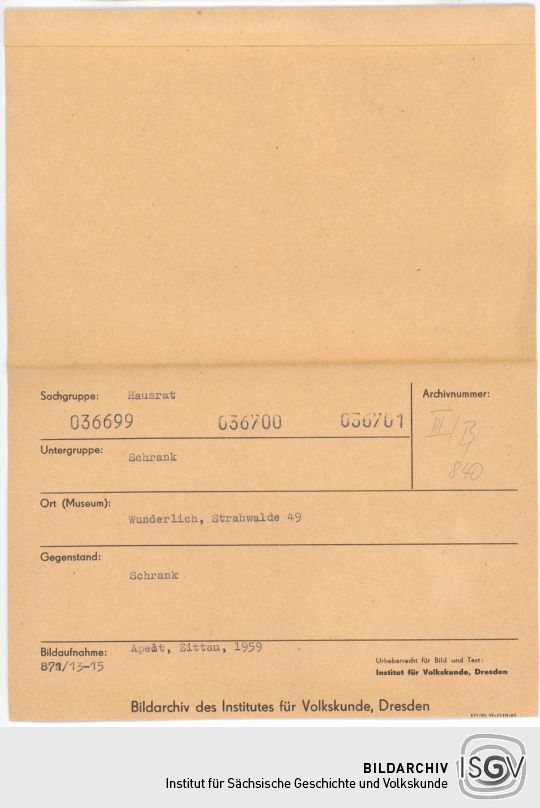 Sachgruppe: Hausrat
Archivnummer:
036699 036700 036701
III/B
840
Untergruppe: Schrank
Ort (Museum): Wunderlich, Strahwalde 49
Gegenstand: Schrank
Bildaufnahme: Apelt, Zittau, 1959
871/13-15
Urheberrecht für Bild und Text:
Institut für Volkskunde, Dresden
Bildarchiv des Institutes für Volkskunde, Dresden
BILDARCHIV
Institut für Sächsische Geschichte und Volkskunde
ISGV